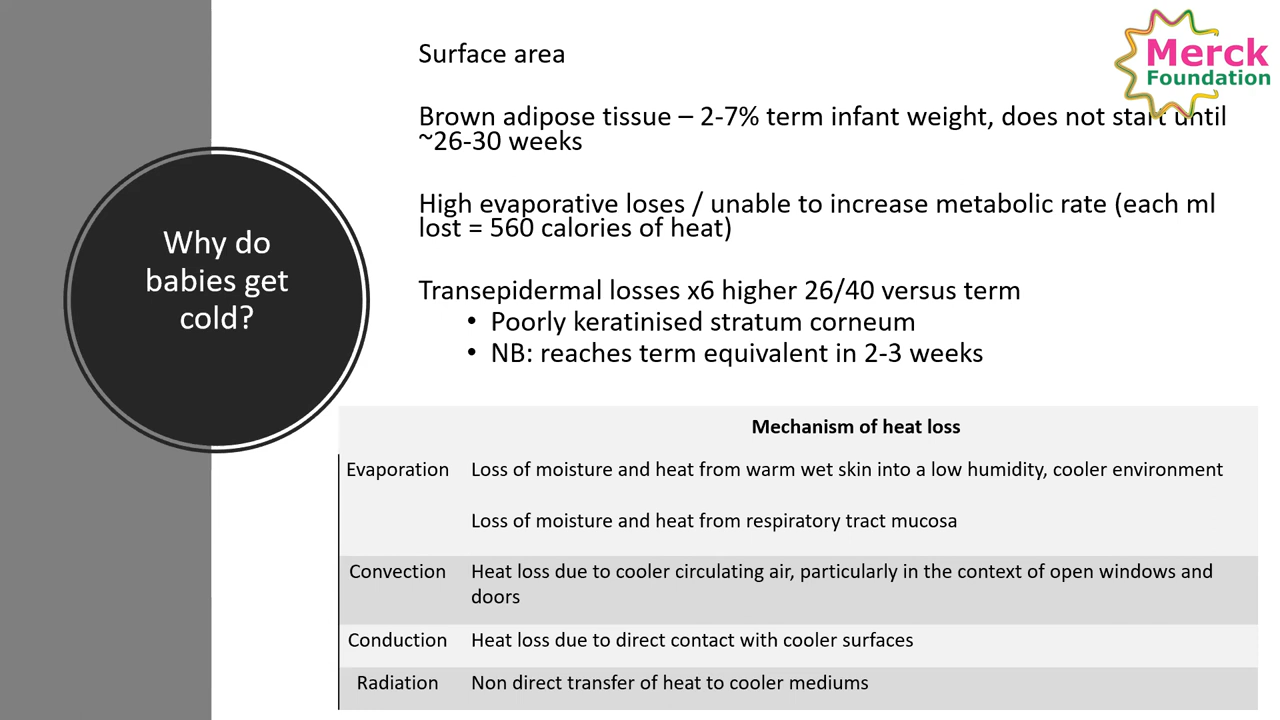 Merck
Foundation
Why do
babies get
cold?
Surface area
Brown adipose tissue – 2-7% term infant weight, does not start until
~26-30 weeks
High evaporative loses / unable to increase metabolic rate (each ml
lost = 560 calories of heat)
Transepidermal losses x6 higher 26/40 versus term
• Poorly keratinised stratum corneum
• NB: reaches term equivalent in 2-3 weeks
Mechanism of heat loss
Evaporation Loss of moisture and heat from warm wet skin into a low humidity, cooler environment
Loss of moisture and heat from respiratory tract mucosa
Convection Heat loss due to cooler circulating air, particularly in the context of open windows and
doors
Conduction Heat loss due to direct contact with cooler surfaces
Radiation Non direct transfer of heat to cooler mediums